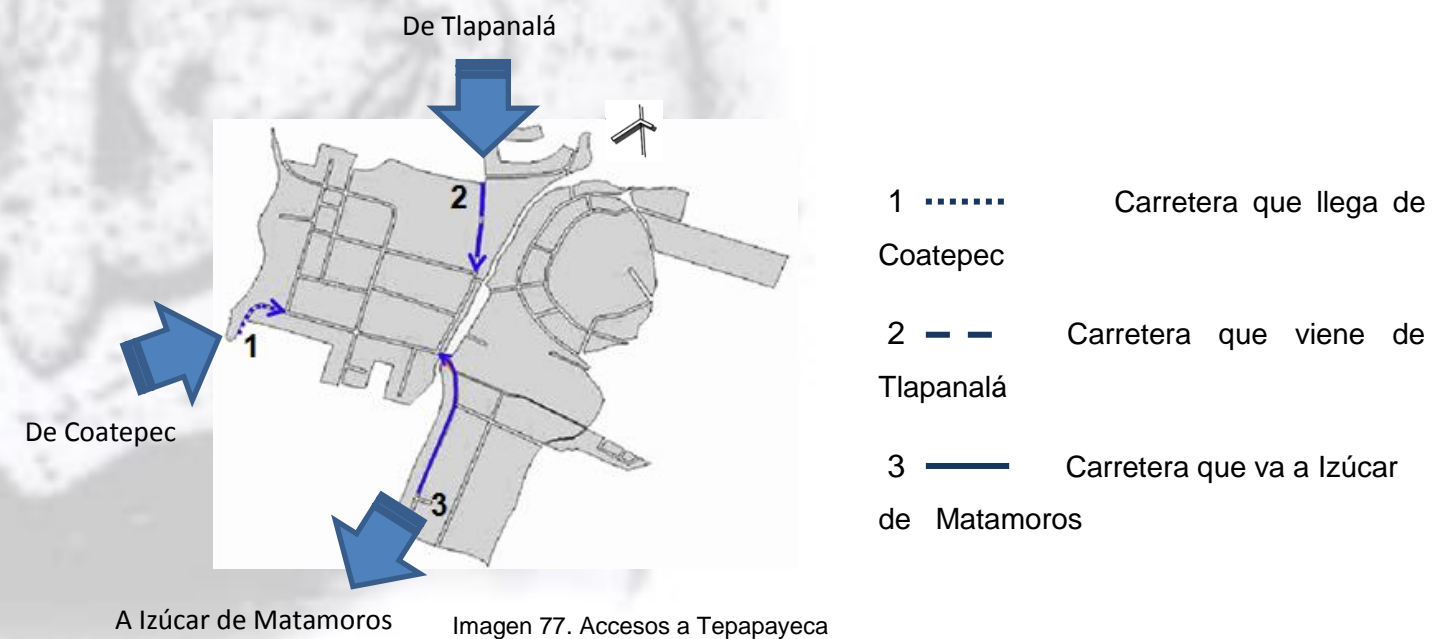 De Tlapanalá
2
1
De Coatepec
3
A Izúcar de Matamoros
Imagen 77. Accesos a Tepapayeca
1 Carretera que llega de
Coatepec
2 Carretera que viene de
Tlapanalá
3 Carretera que va a Izúcar
de Matamoros